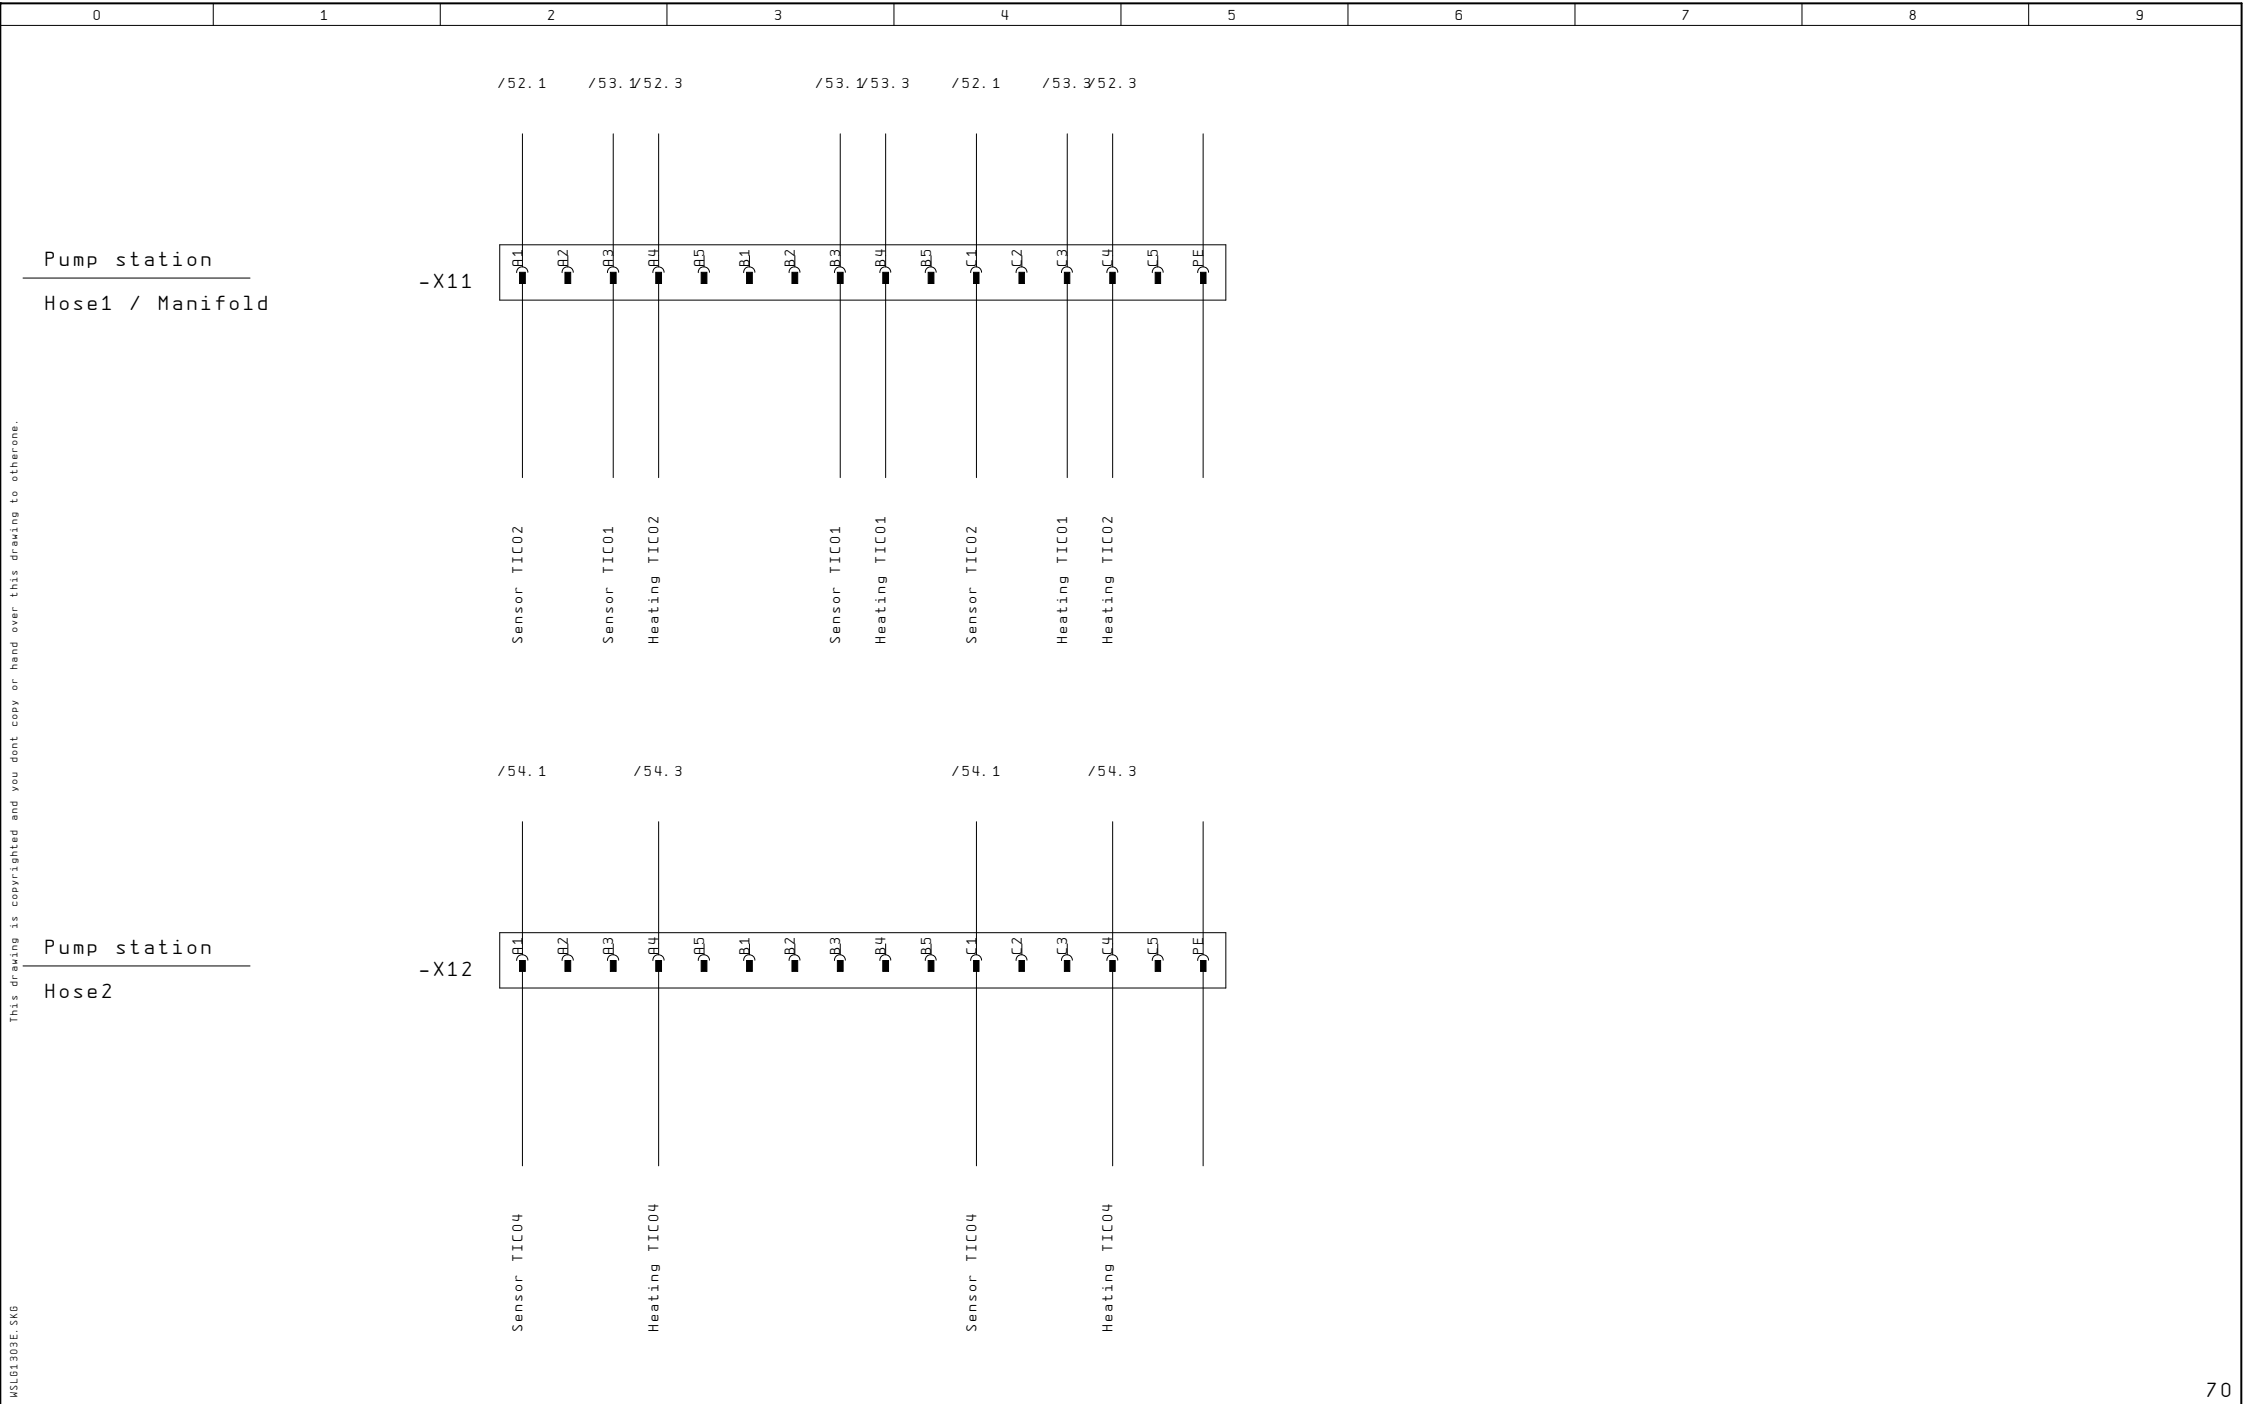 0 1 2 3 4 5 6 7 8 9
/52.1 /53.1 /52.3 /53.1 /53.3 /52.1 /53.3 /52.3
Pump station
Hose1 / Manifold
-X11
A1 A2 A3 A4 A5 B1 B2 B3 B4 B5 C1 C2 C3 C4 C5 PE
Sensor TIC02
Sensor TIC01
Heating TIC02
Sensor TIC01
Heating TIC01
Sensor TIC02
Heating TIC01
Heating TIC02
/54.1 /54.3 /54.1 /54.3
Pump station
Hose2
-X12
A1 A2 A3 A4 A5 B1 B2 B3 B4 B5 C1 C2 C3 C4 C5 PE
Sensor TIC04
Heating TIC04
Sensor TIC04
Heating TIC04
This drawing is copyrighted and you dont copy or hand over this drawing to otherone.
WSLG1303E.SKG
70